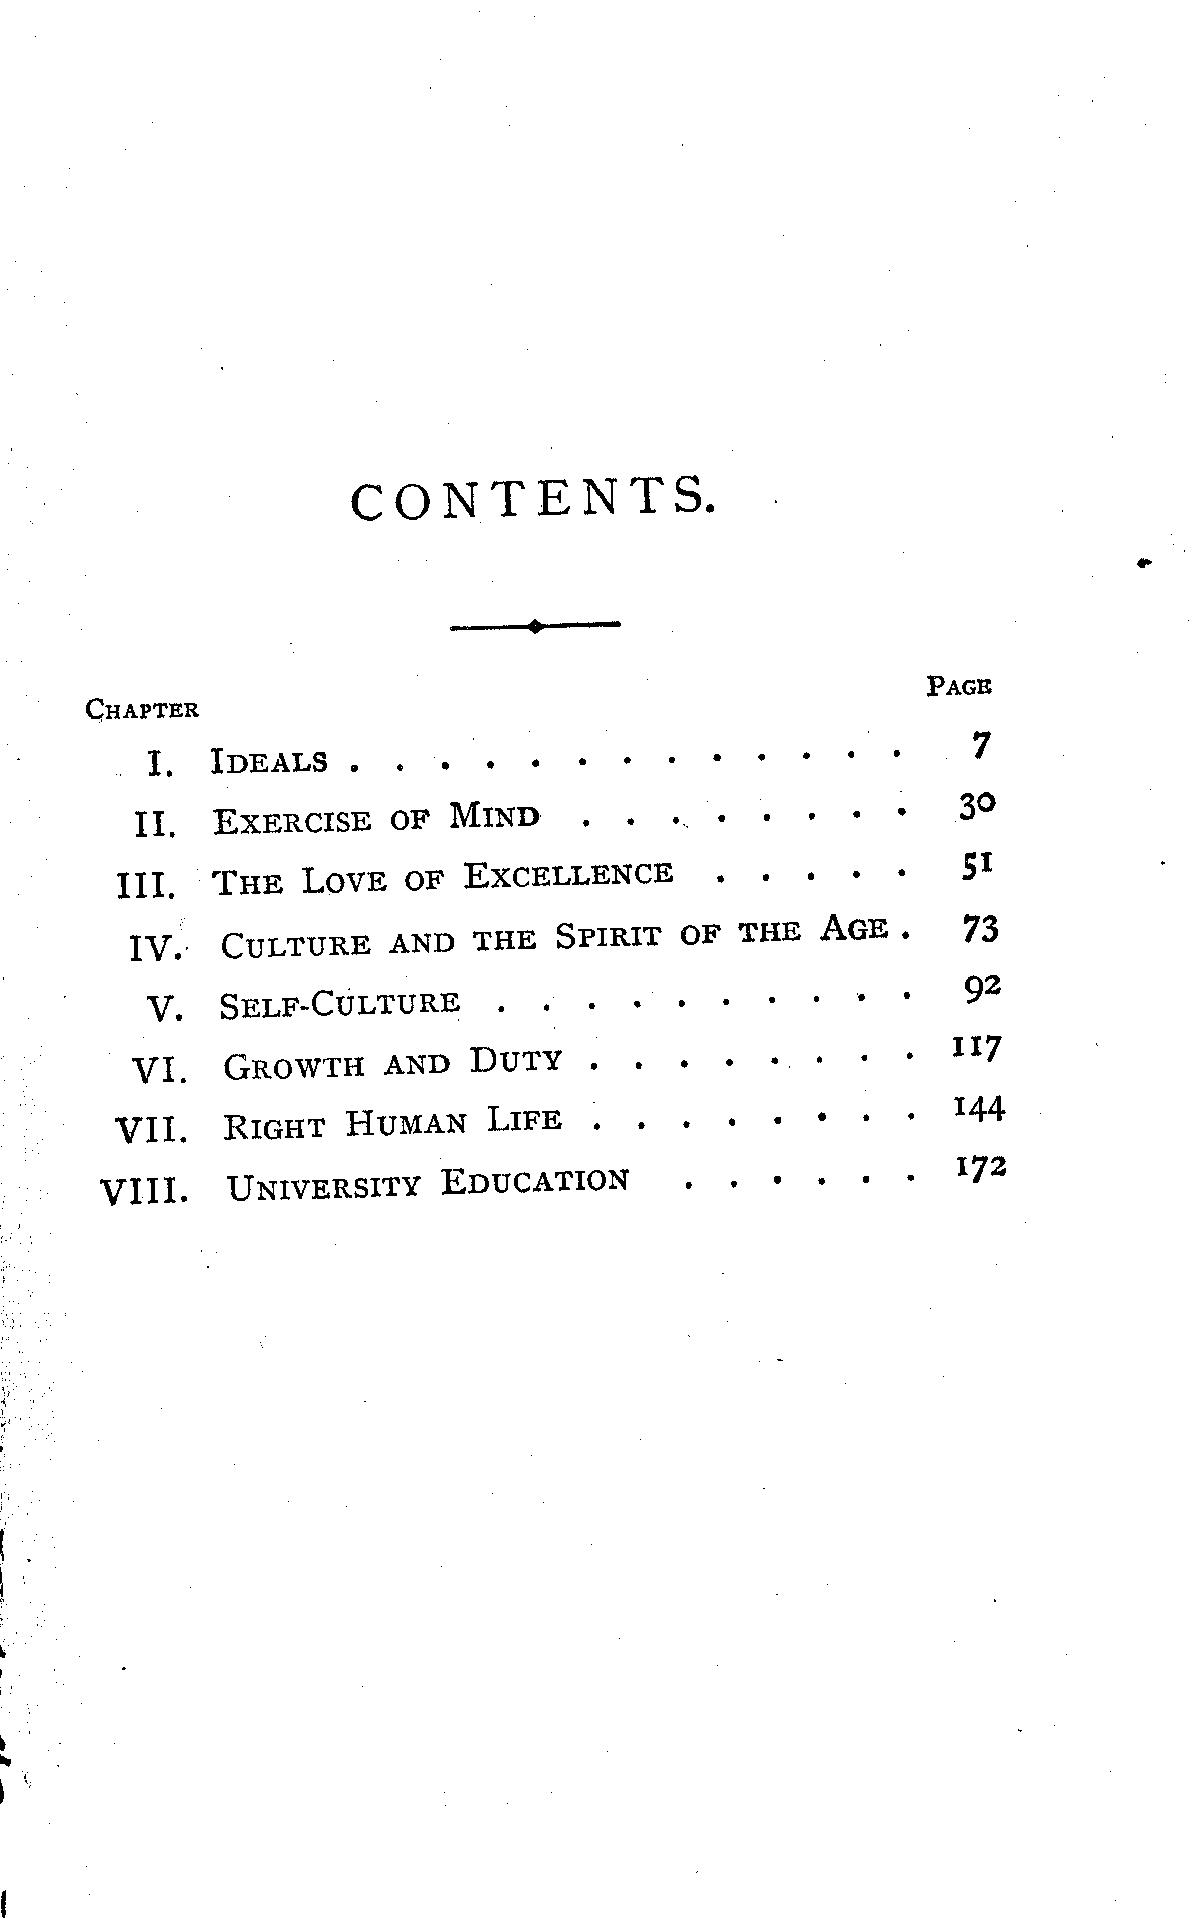 CONTENTS.
CHAPTER PAGE
I. IDEALS . . . . . . . . . . . . . 7
II. EXERCISE OF MIND . . . . . . . . 30
III. THE LOVE OF EXCELLENCE . . . . . 51
IV. CULTURE AND THE SPIRIT OF THE AGE . 73
V. SELF-CULTURE . . . . . . . . . . 92
VI. GROWTH AND DUTY . . . . . . . . 117
VII. RIGHT HUMAN LIFE . . . . . . . . 144
VIII. UNIVERSITY EDUCATION . . . . . . 172